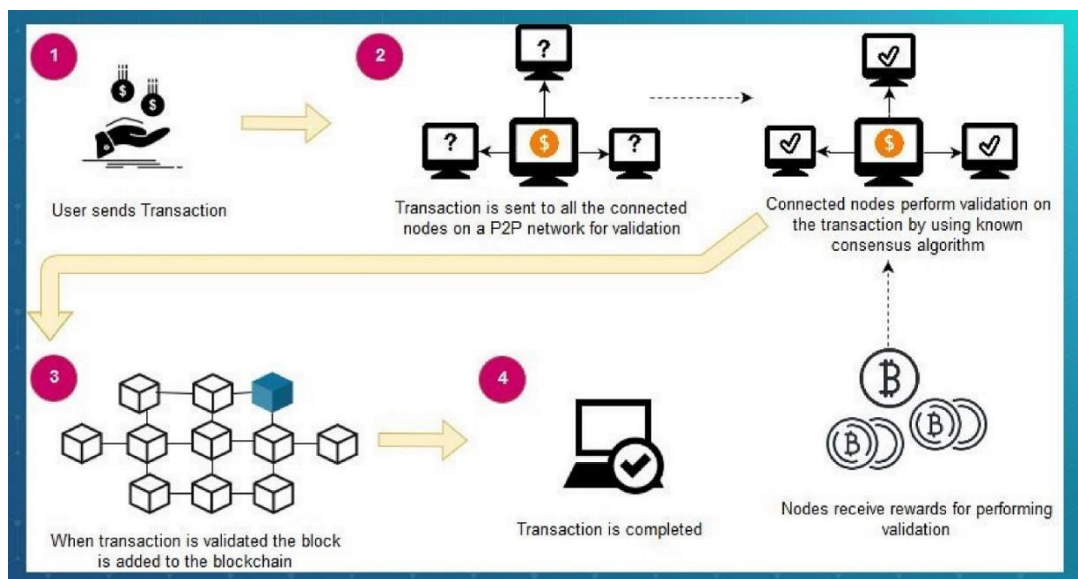 1
2
?
?
?
$
$
$
$
User sends Transaction
Transaction is sent to all the connected
nodes on a P2P network for validation
Connected nodes perform validation on
the transaction by using known
consensus algorithm
3
4
When transaction is validated the block
is added to the blockchain
Transaction is completed
Nodes receive rewards for performing
validation